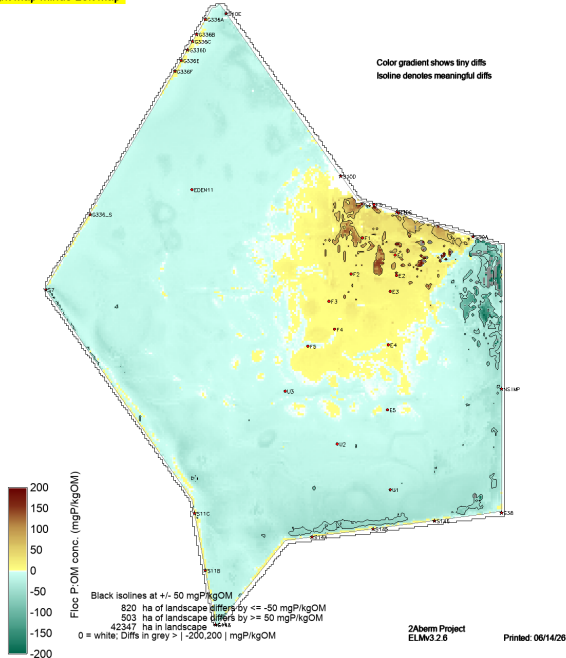 Color gradient shows tiny diffs
Isoline denotes meaningful diffs
G336A
G336B
G336C
G336D
G336E
G336F
S10D
EDEN11
G336_S
F1
F2
E2
E3
F3
F4
F5
E4
U3
E5
U2
U1
NSIMP
S11C
S11B
S38
200
150
100
50
0
-50
-100
-150
-200
Floc P:OM conc. (mgP/kgOM)
Black isolines at +/- 50 mgP/kgOM
820 ha of landscape differs by <= -50 mgP/kgOM
503 ha of landscape differs by >= 50 mgP/kgOM
42347 ha in landscape
0 = white; Diffs in grey > | -200,200 | mgP/kgOM
2Aberm Project
ELMv3.2.6
Printed: 06/14/26